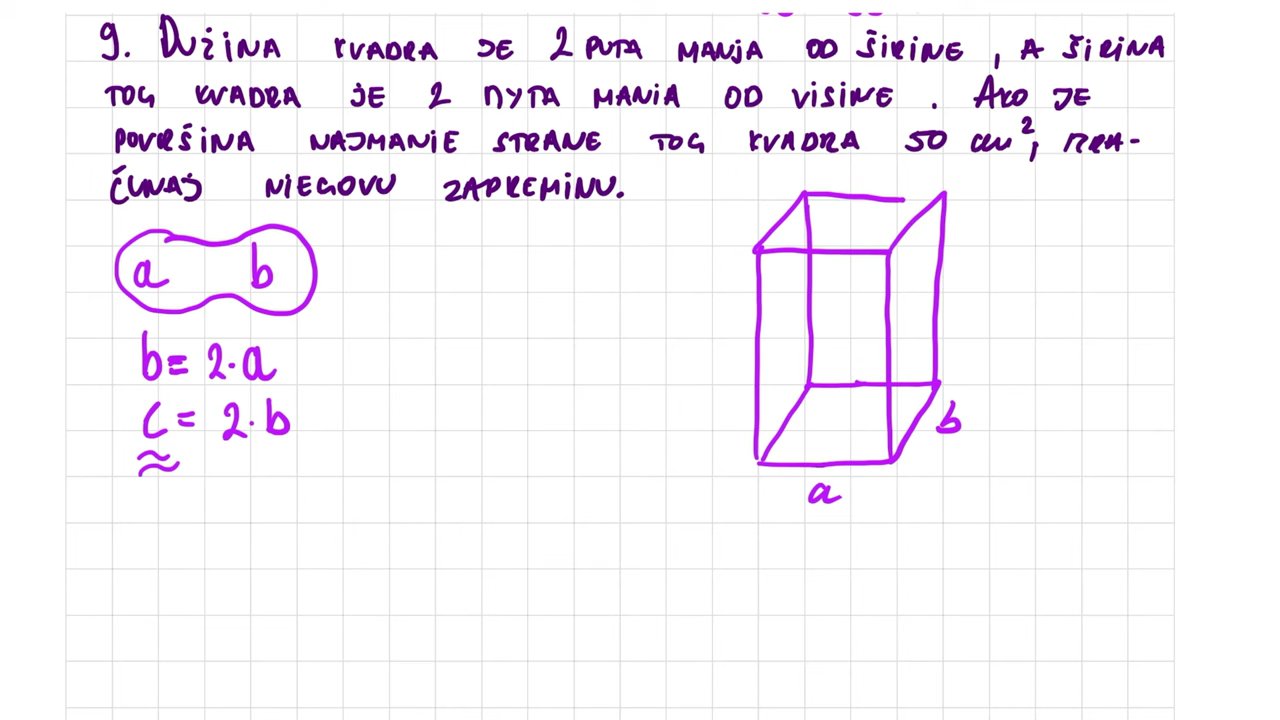 9. DUŽINA KVADRA JE 2 PUTA MANJA OD ŠIRINE, A ŠIRINA
TOG KVADRA JE 2 ПУТА MANJA OD VISINE. AKO JE
POVRŠINA NAJMANJE STRANE TOG KVADRA 50 cm², IZRA-
ČUNAJ NJEGOVU ZAPREMINU.
a b
b = 2·a
c = 2·b
b
a